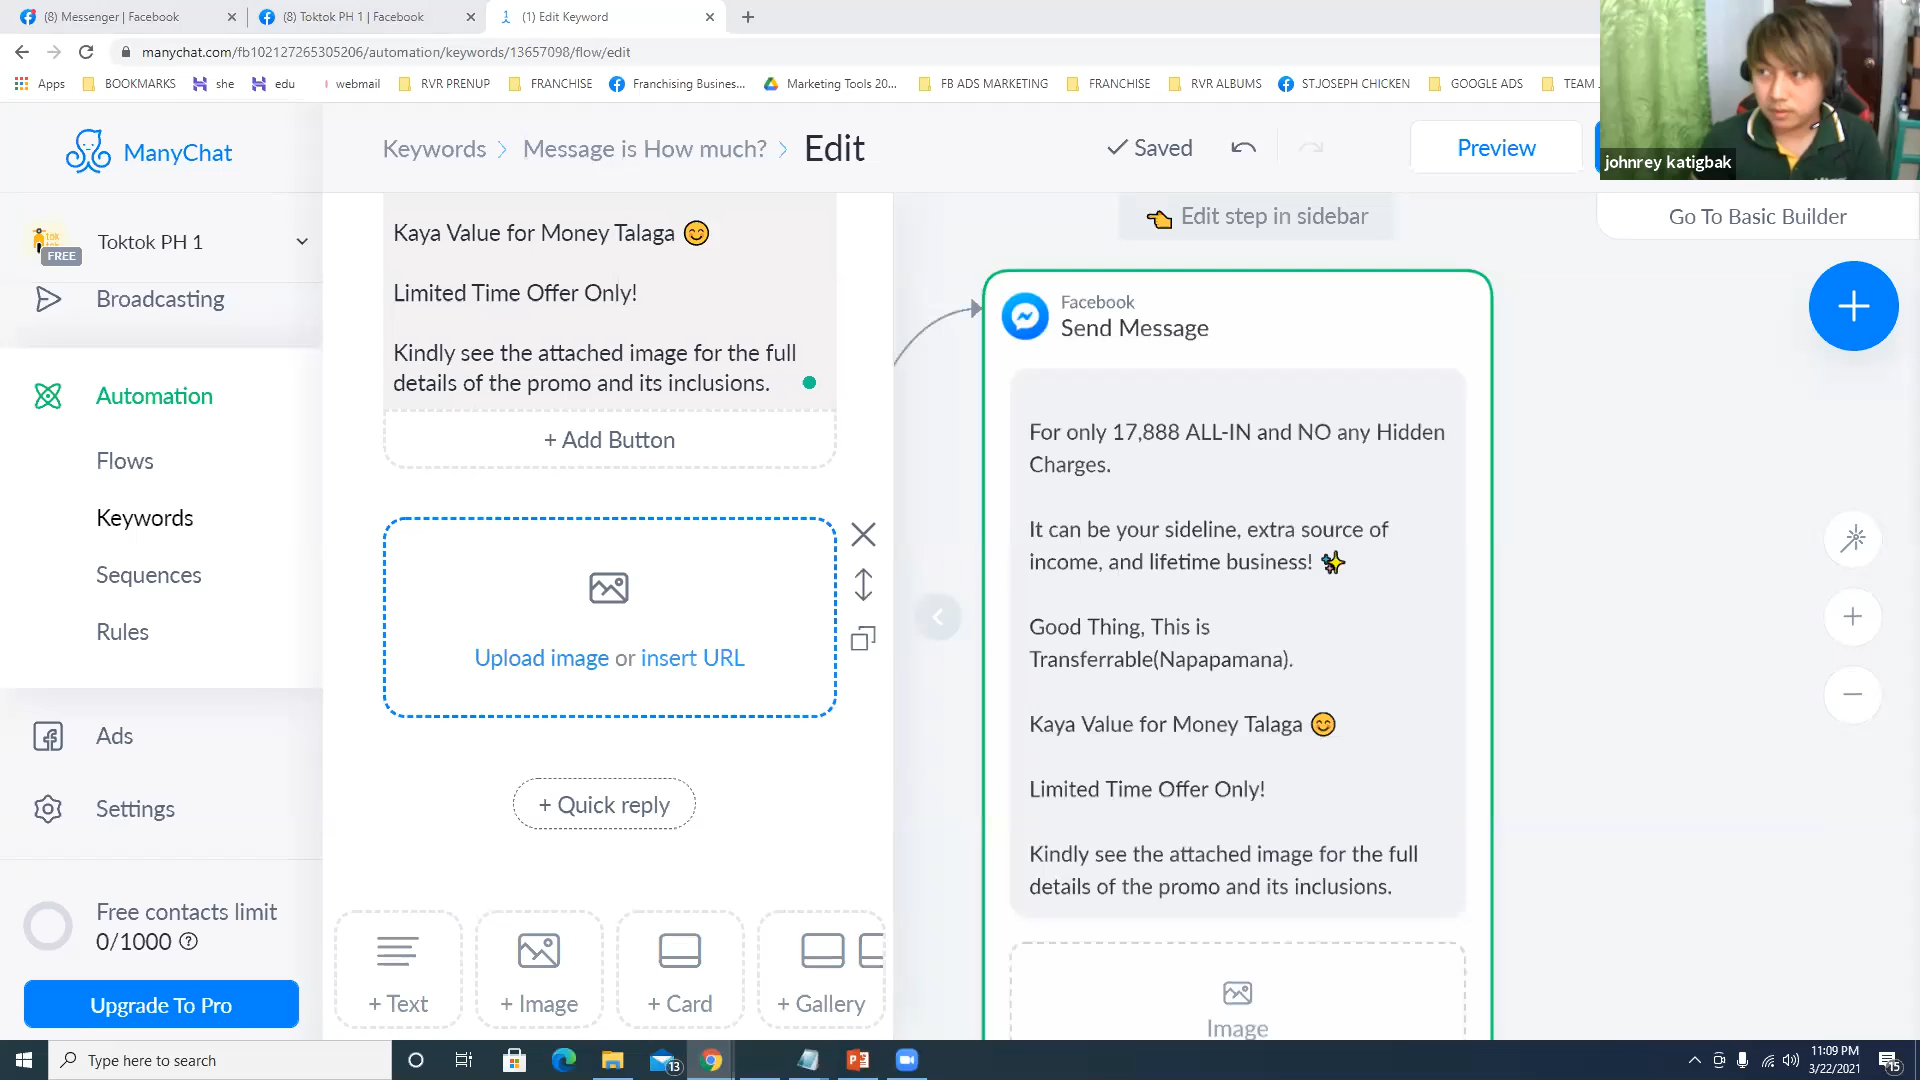 (8) Messenger | Facebook
(8) Toktok PH 1 | Facebook
(1) Edit Keyword
manychat.com/fb102127265305206/automation/keywords/13657098/flow/edit
Apps BOOKMARKS she edu webmail RVR PRENUP FRANCHISE Franchising Busines... Marketing Tools 20... FB ADS MARKETING FRANCHISE RVR ALBUMS ST.JOSEPH CHICKEN GOOGLE ADS TEAM
johnrey katigbak
ManyChat
Keywords > Message is How much? > Edit
Saved
Preview
Toktok PH 1
FREE
Broadcasting
Automation
Flows
Keywords
Sequences
Rules
Ads
Settings
Free contacts limit
0/1000
Upgrade To Pro
Kaya Value for Money Talaga 😊
Limited Time Offer Only!
Kindly see the attached image for the full
details of the promo and its inclusions.
+ Add Button
Upload image or insert URL
+ Quick reply
+ Text
+ Image
+ Card
+ Gallery
Edit step in sidebar
Go To Basic Builder
Facebook
Send Message
For only 17,888 ALL-IN and NO any Hidden
Charges.
It can be your sideline, extra source of
income, and lifetime business! ✨
Good Thing, This is
Transferrable(Napapamana).
Kaya Value for Money Talaga 😊
Limited Time Offer Only!
Kindly see the attached image for the full
details of the promo and its inclusions.
Image
Type here to search
13
11:09 PM
3/22/2021
15